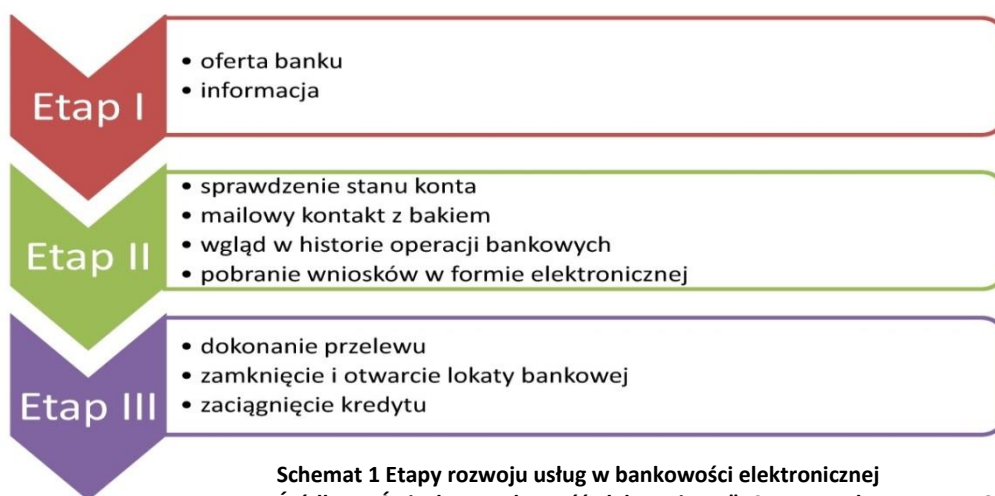 Etap I
• oferta banku
• informacja
Etap II
• sprawdzenie stanu konta
• mailowy kontakt z bakiem
• wgląd w historie operacji bankowych
• pobranie wniosków w formie elektronicznej
Etap III
• dokonanie przelewu
• zamknięcie i otwarcie lokaty bankowej
• zaciągnięcie kredytu
Schemat 1 Etapy rozwoju usług w bankowości elektronicznej